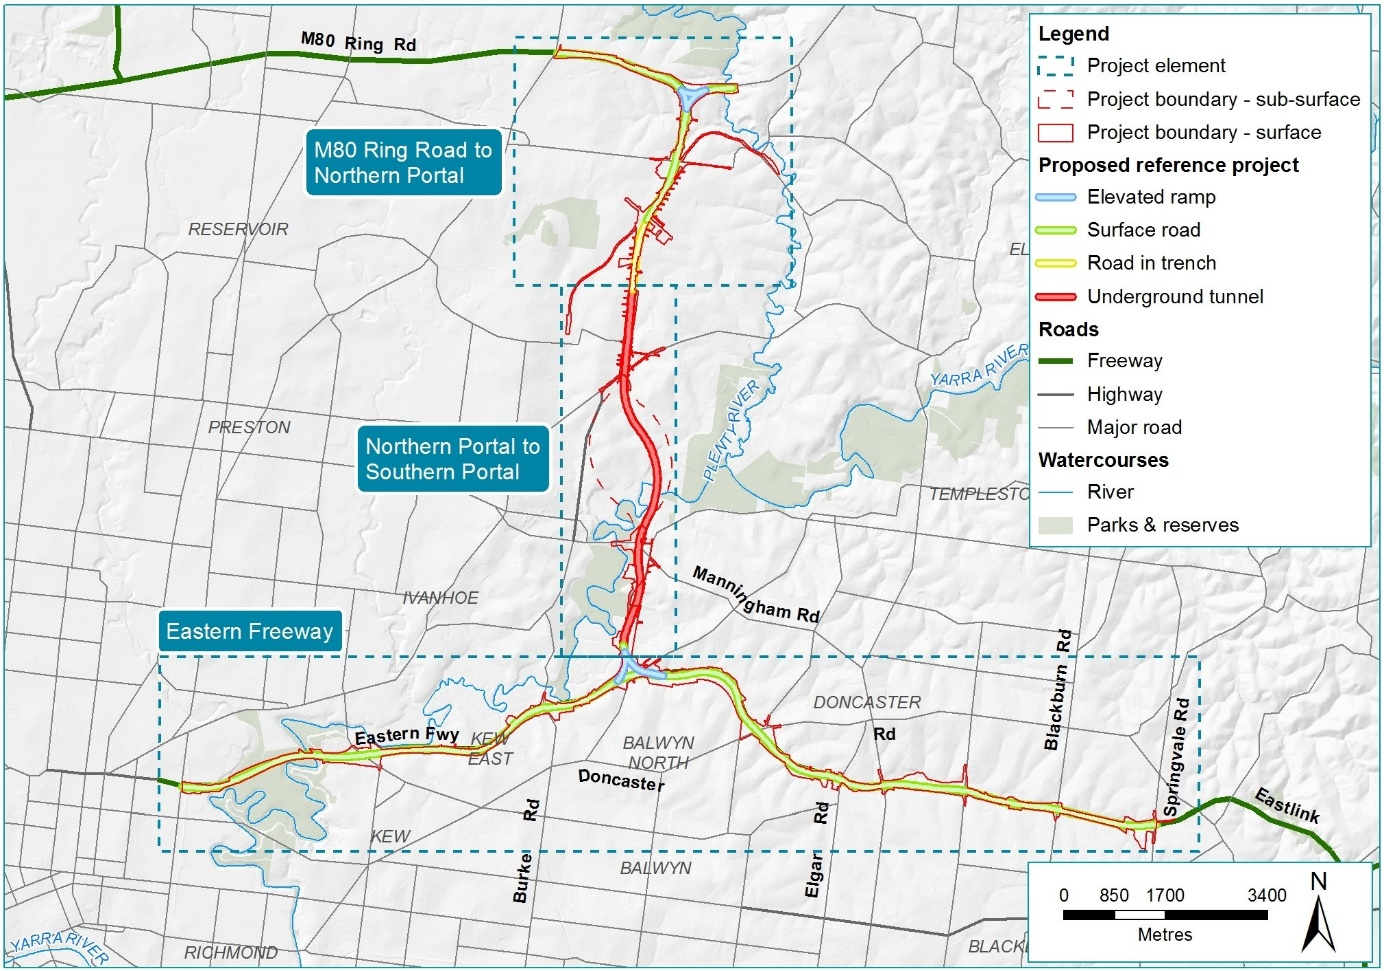 M80 Ring Rd
M80 Ring Road to
Northern Portal
RESERVOIR
EL
PRESTON
Northern Portal to
Southern Portal
PLENTY RIVER
YARRA RIVER
TEMPLESTO
IVANHOE
Manningham Rd
Eastern Freeway
Eastern Fwy
KEW
EAST
DONCASTER
BALWYN
NORTH
Doncaster
Rd
Blackburn Rd
Springvale Rd
Eastlink
KEW
Burke Rd
Elgar Rd
BALWYN
RICHMOND
YARRA RIVER
BLACK
Legend
Project element
Project boundary - sub-surface
Project boundary - surface
Proposed reference project
Elevated ramp
Surface road
Road in trench
Underground tunnel
Roads
Freeway
Highway
Major road
Watercourses
River
Parks & reserves
0 850 1700 3400
Metres
N